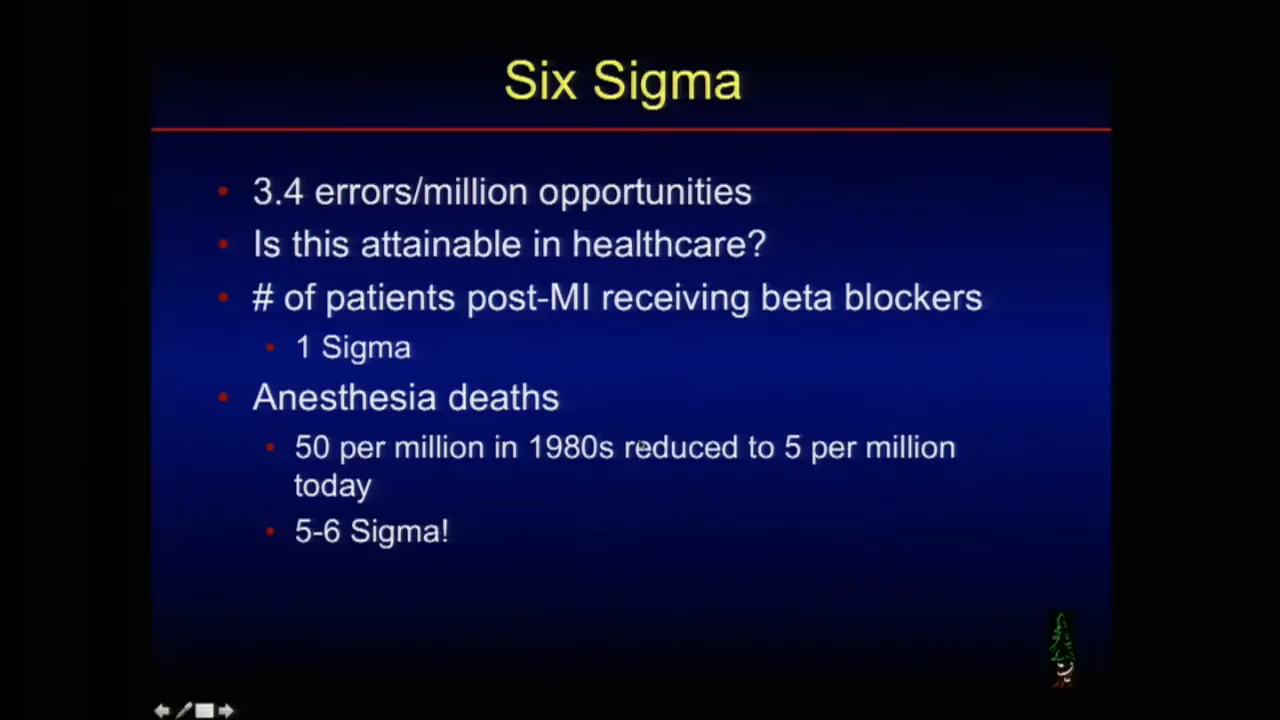 Six Sigma
• 3.4 errors/million opportunities
• Is this attainable in healthcare?
• # of patients post-MI receiving beta blockers
• 1 Sigma
• Anesthesia deaths
• 50 per million in 1980s reduced to 5 per million
today
• 5-6 Sigma!